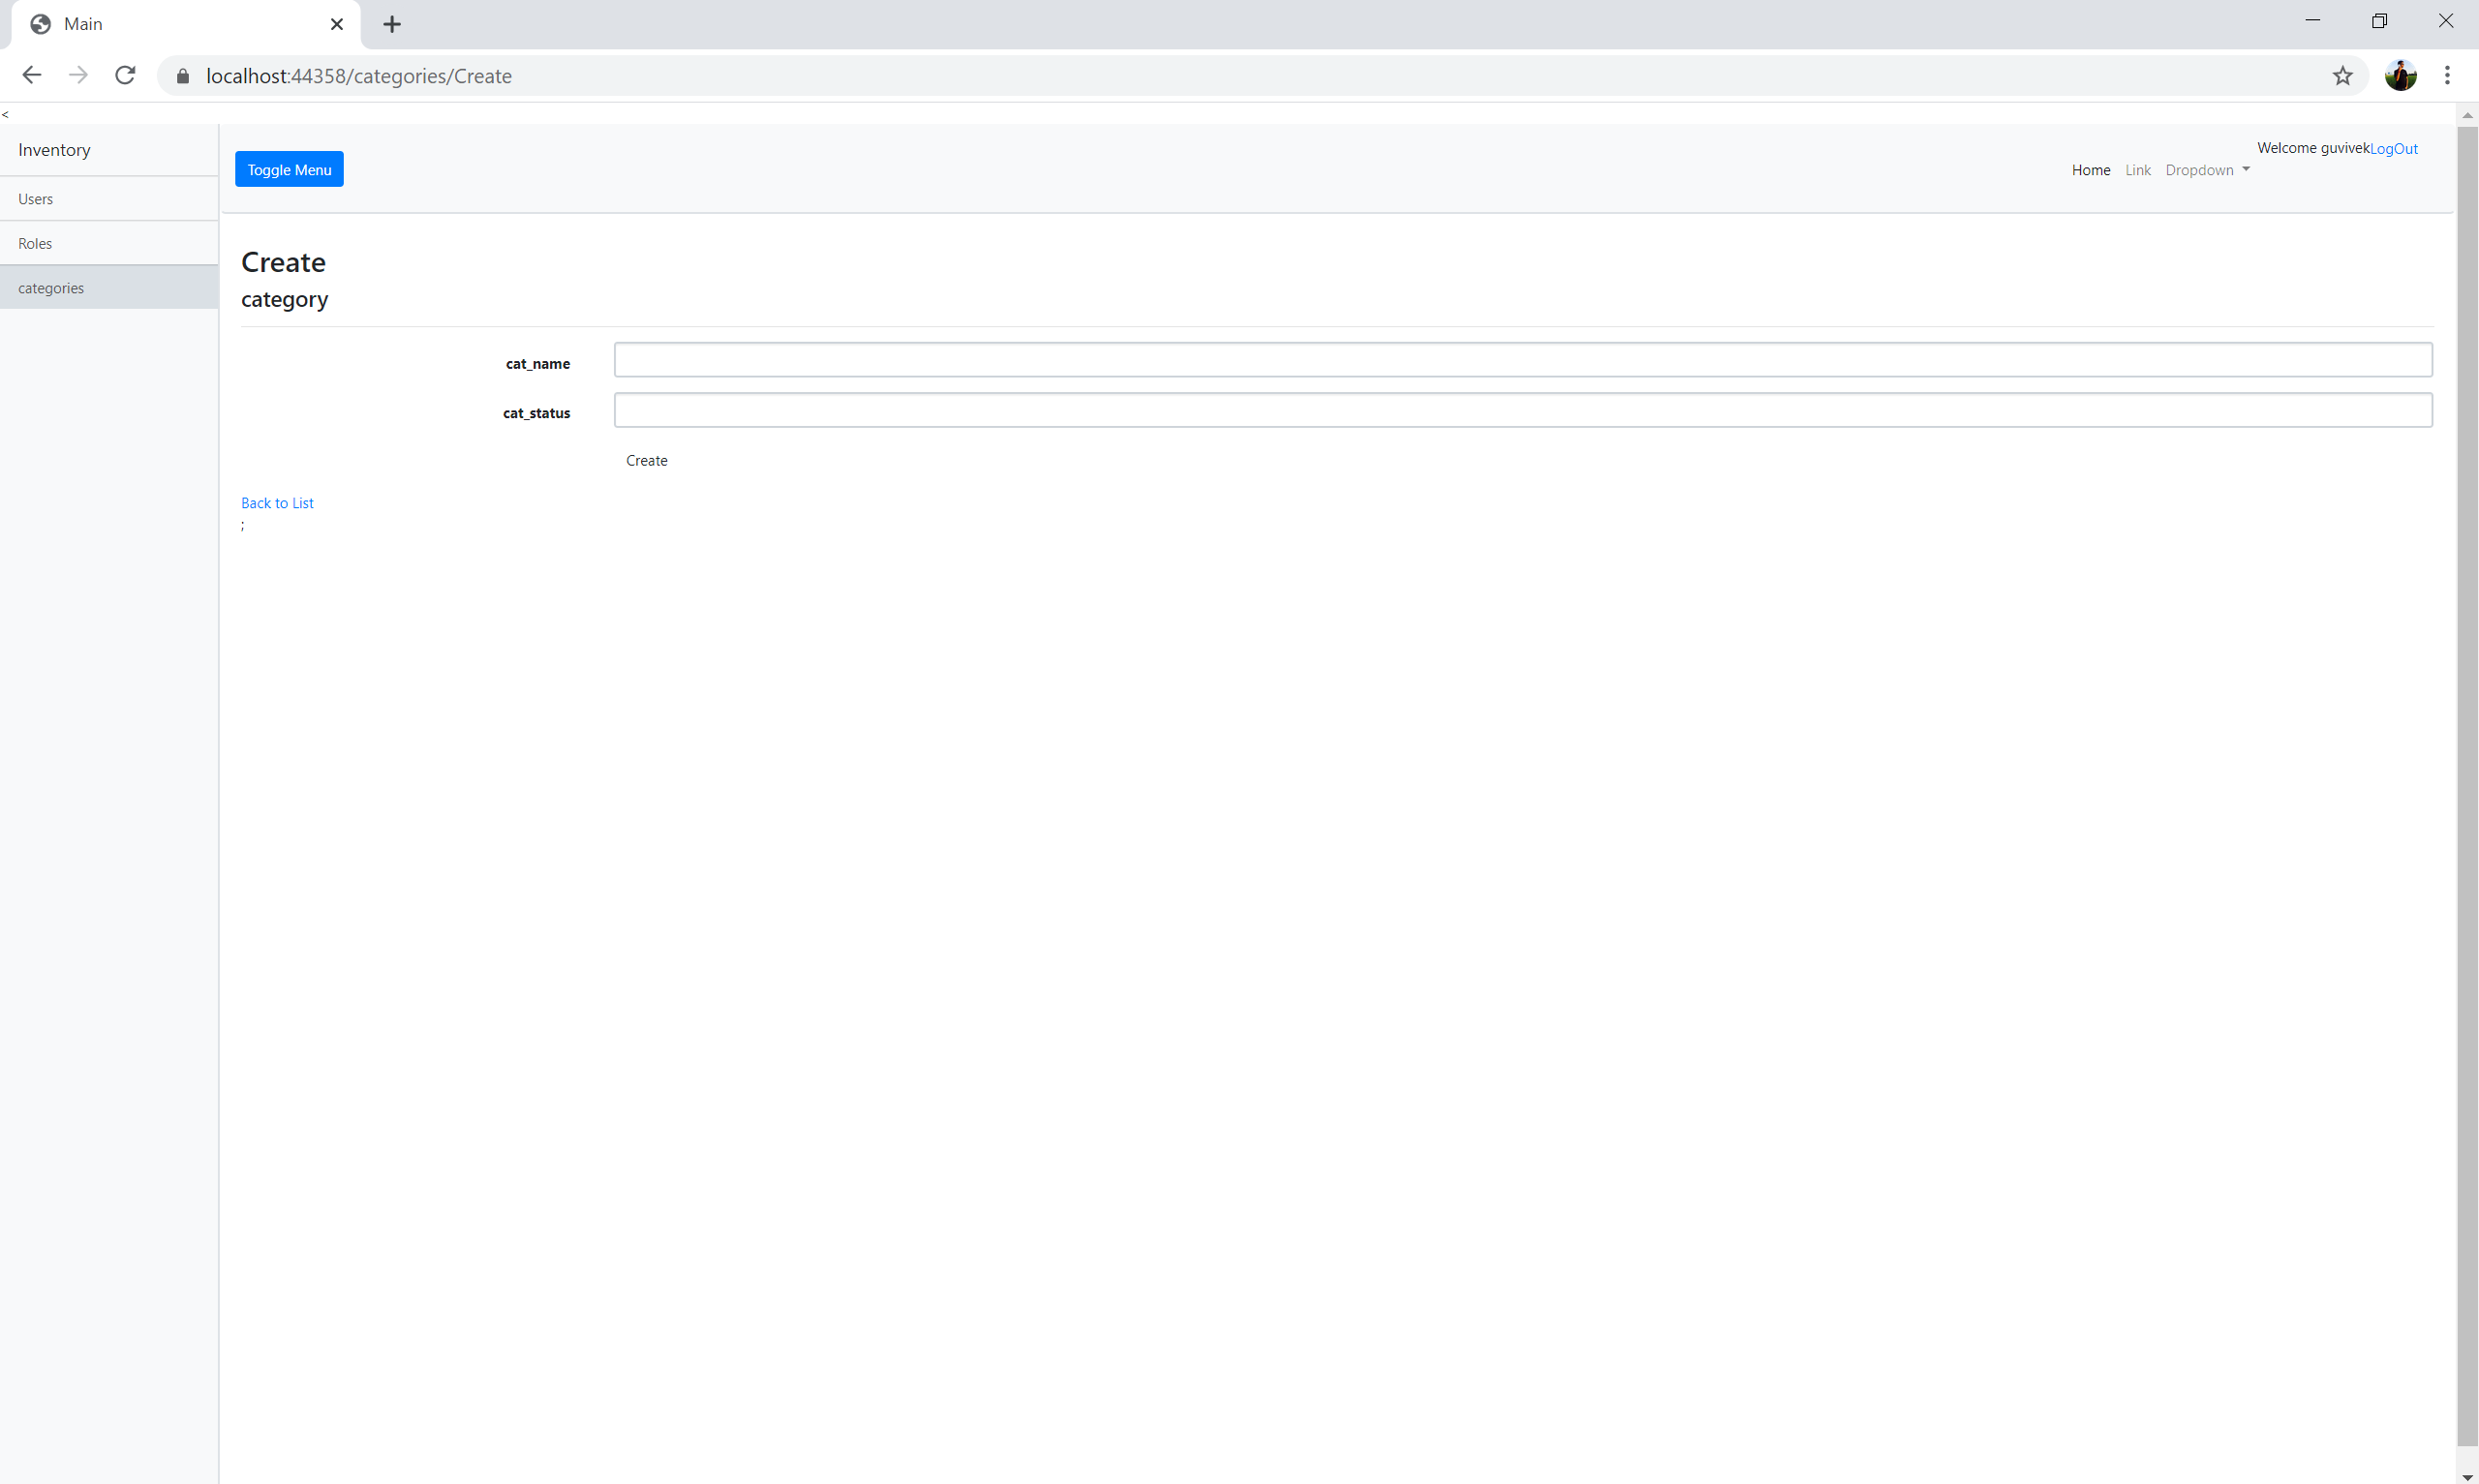 Main
localhost:44358/categories/Create
<
Inventory
Users
Roles
categories
Toggle Menu
Home Link Dropdown
Welcome guvivekLogOut
Create
category
cat_name
cat_status
Create
Back to List
;